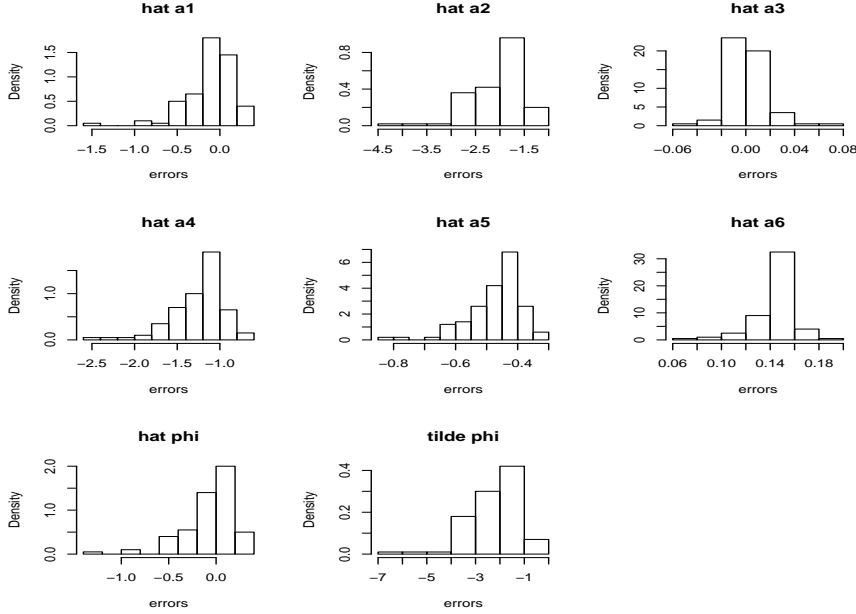 hat a1
Density
0.0 0.5 1.0 1.5
−1.5 −1.0 −0.5 0.0
errors
hat a2
Density
0.0 0.4 0.8
−4.5 −3.5 −2.5 −1.5
errors
hat a3
Density
0 5 10 20
−0.06 0.00 0.04 0.08
errors
hat a4
Density
0.0 1.0
−2.5 −2.0 −1.5 −1.0
errors
hat a5
Density
0 2 4 6
−0.8 −0.6 −0.4
errors
hat a6
Density
0 10 20 30
0.06 0.10 0.14 0.18
errors
hat phi
Density
0.0 1.0 2.0
−1.0 −0.5 0.0
errors
tilde phi
Density
0.0 0.2 0.4
−7 −5 −3 −1
errors